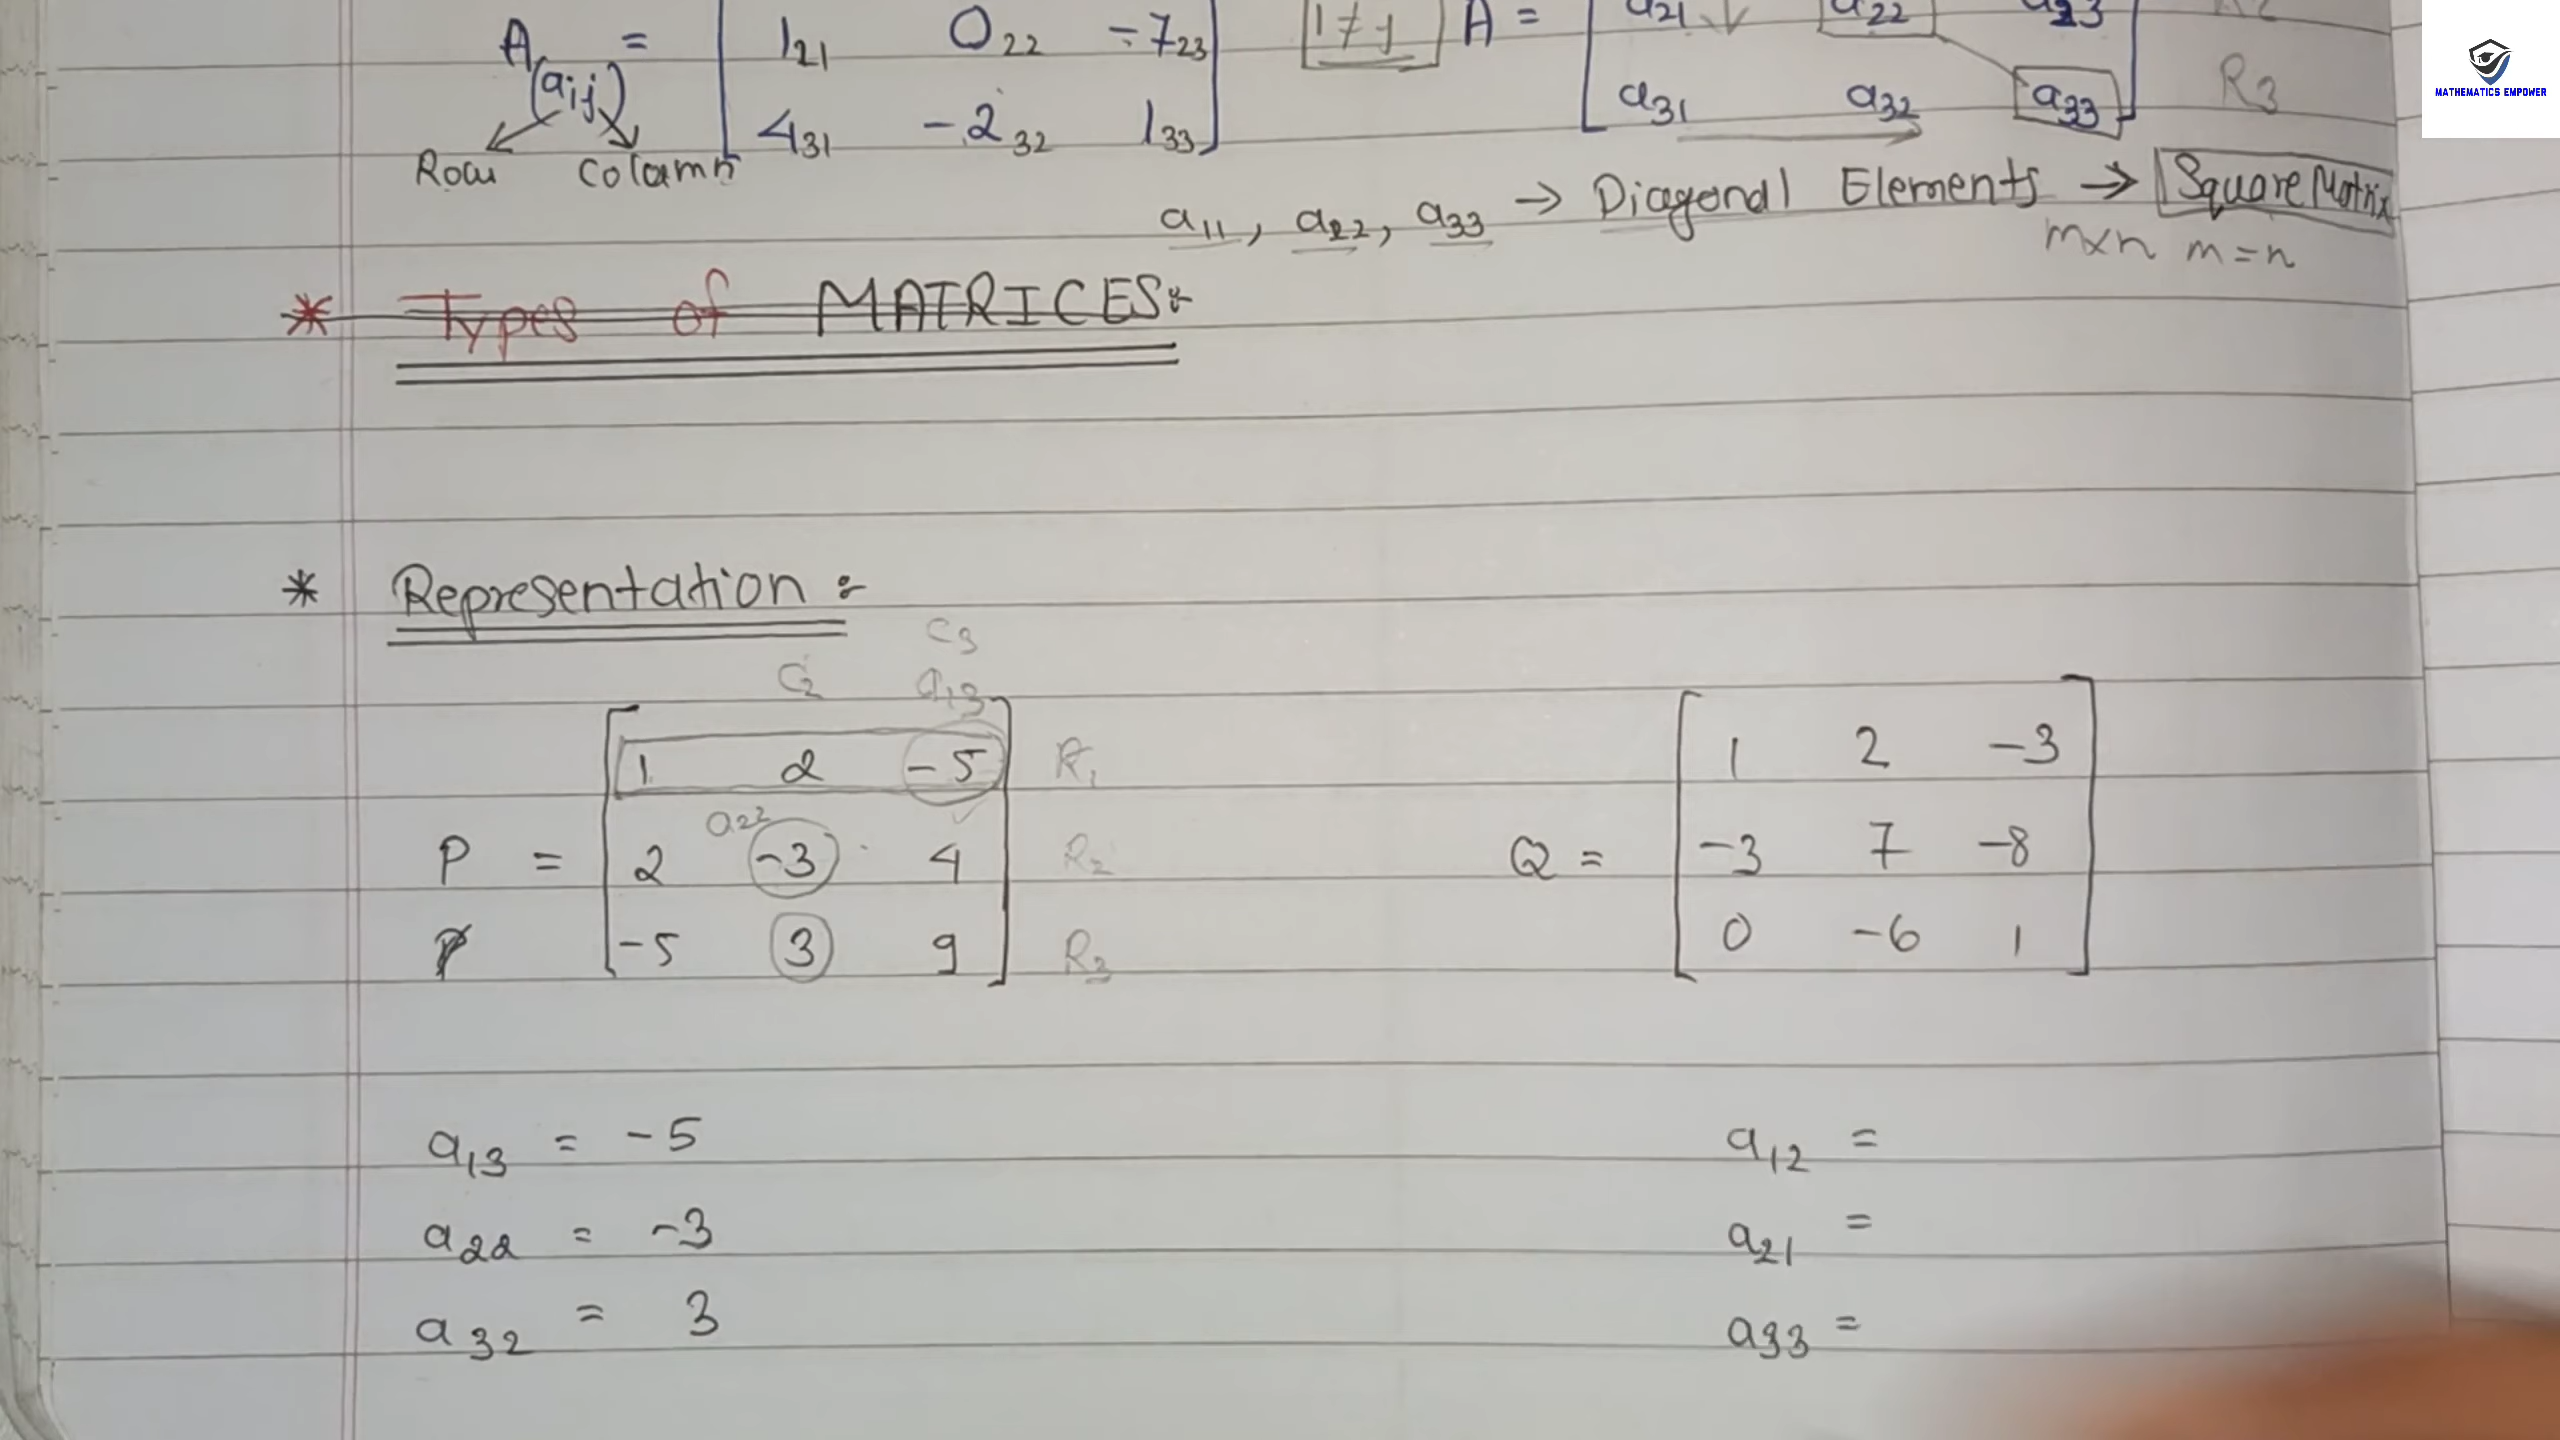 A = 1₂₁ 0₂₂ -7₂₃ i ≠ j A = a₂₁ a₂₂ a₂₃
(aij) 4₃₁ -2₃₂ 1₃₃ a₃₁ a₃₂ a₃₃ R3
MATHEMATICS EMPOWER
Row Colamn
a₁₁, a₂₂, a₃₃ → Diagonal Elements → Square Matrix
m×n m=n
* Types of MATRICES:-
* Representation :-
C3
C2 a₁₃
1 2 -5 R1
a₂₂
P = 2 -3 4 R2
-5 3 9 R3
1 2 -3
Q = -3 7 -8
0 -6 1
a₁₃ = -5 a₁₂ =
a₂₂ = -3 a₂₁ =
a₃₂ = 3 a₃₃ =